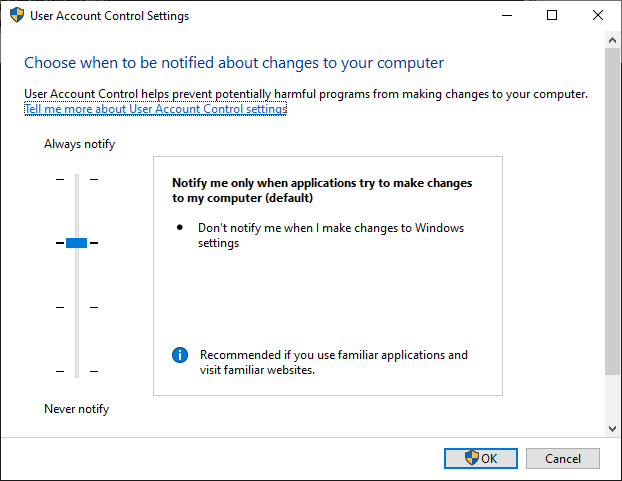 User Account Control Settings
Choose when to be notified about changes to your computer
User Account Control helps prevent potentially harmful programs from making changes to your computer.
Tell me more about User Account Control settings
Always notify
Notify me only when applications try to make changes
to my computer (default)
Don't notify me when I make changes to Windows
settings
Recommended if you use familiar applications and
visit familiar websites.
Never notify
OK
Cancel